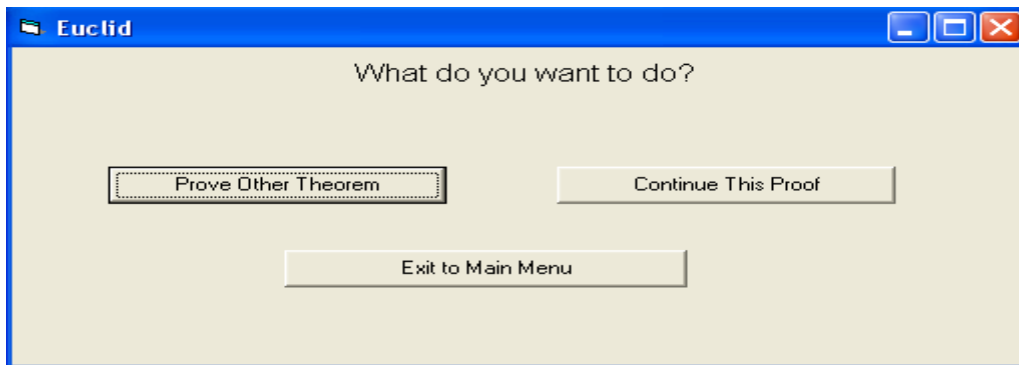 Euclid
What do you want to do?
Prove Other Theorem
Continue This Proof
Exit to Main Menu